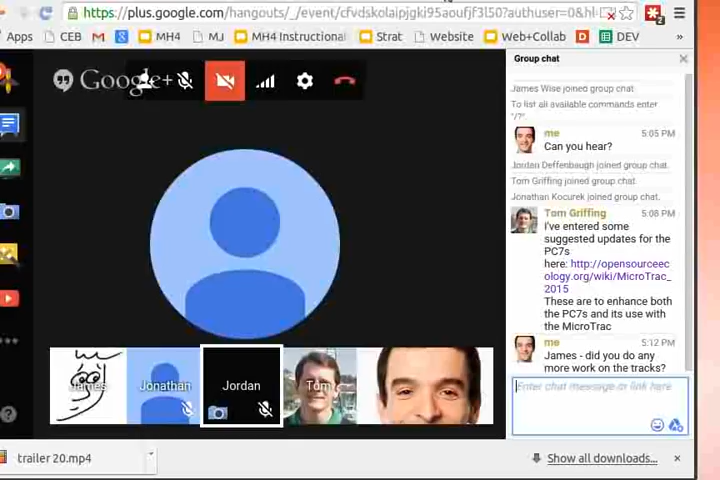 https://plus.google.com/hangouts/_/event/cfvdskolaipjgki95aoufjf3l50?authuser=0&hl
Apps CEB MH4 MJ MH4 Instructional Strat Website Web+Collab DEV »
Google+
Group chat
James Wise joined group chat
To list all available commands enter
"/?"
me 5:05 PM
Can you hear?
Jordan Deffenbaugh joined group chat.
Tom Griffing joined group chat.
Jonathan Kocurek joined group chat.
Tom Griffing 5:08 PM
I've entered some
suggested updates for the
PC7s
here: http://opensourceec
ology.org/wiki/MicroTrac_
2015
These are to enhance both
the PC7s and its use with
the MicroTrac
me 5:12 PM
James - did you do any
more work on the tracks?
James Jonathan Jordan Tom
Enter chat message or link here
trailer 20.mp4
Show all downloads...